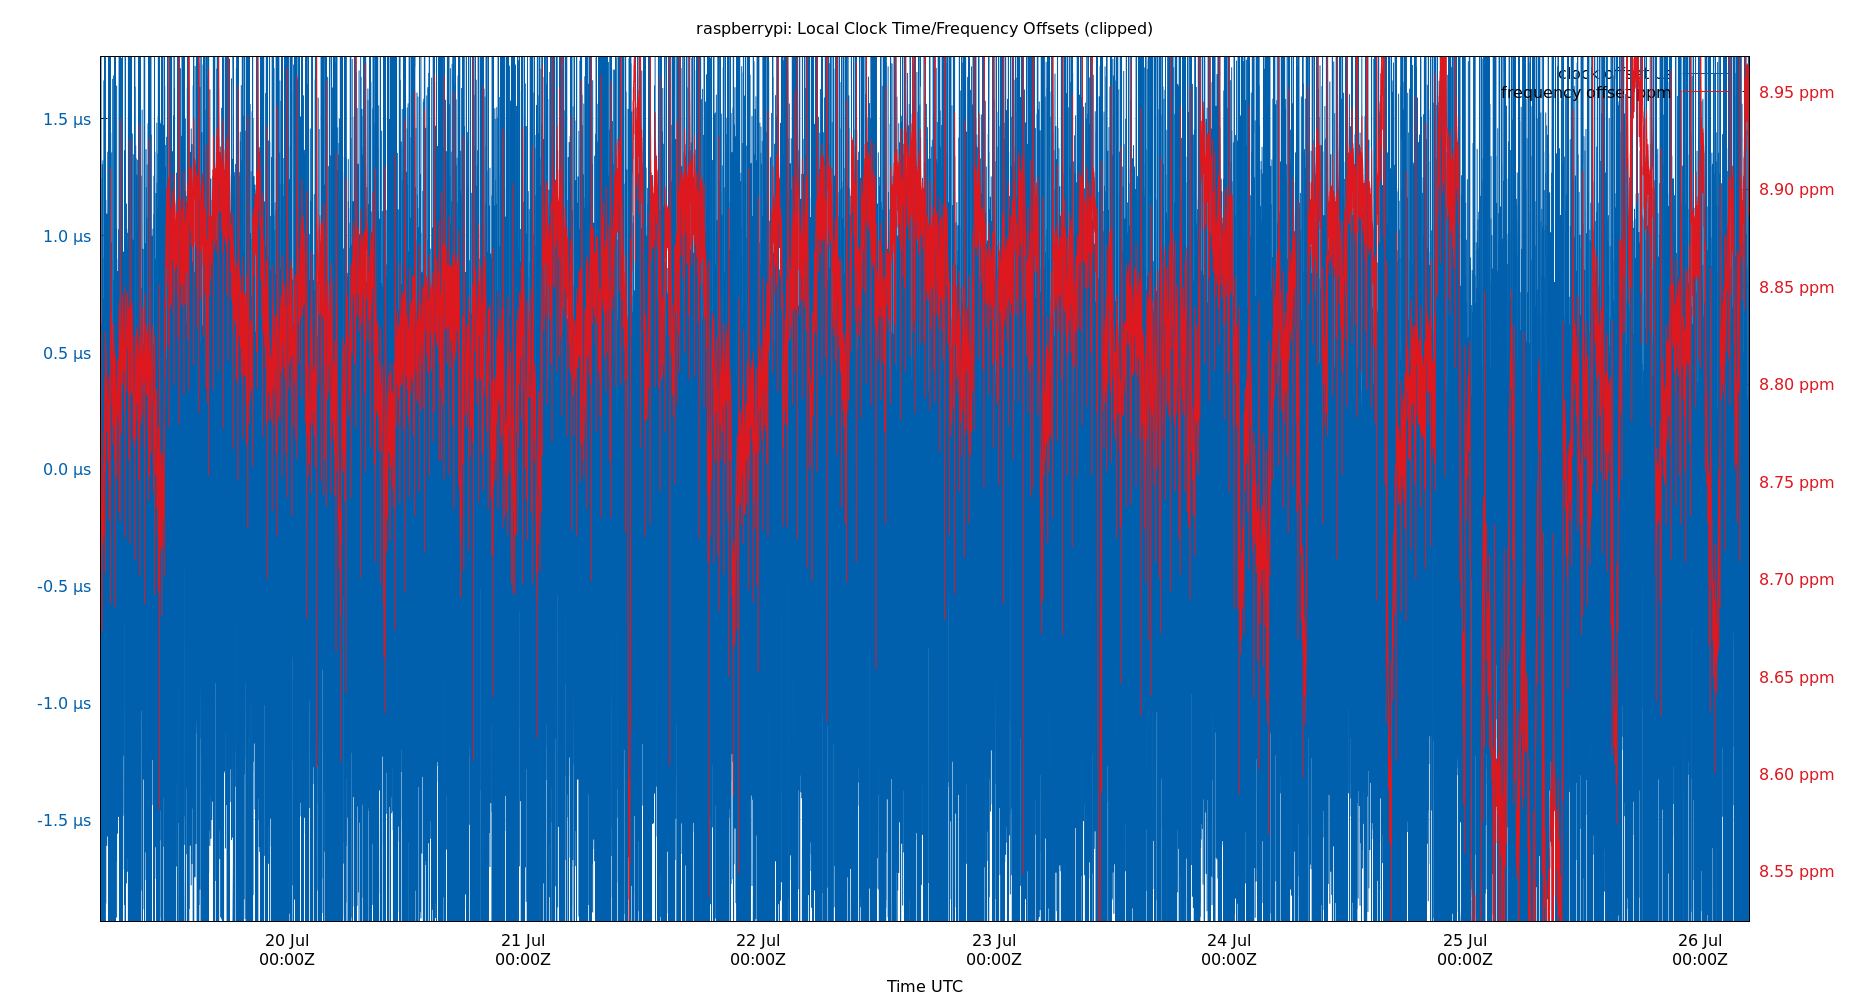 raspberrypi: Local Clock Time/Frequency Offsets (clipped)
clock offset µs
frequency offset ppm
1.5 µs
1.0 µs
0.5 µs
0.0 µs
-0.5 µs
-1.0 µs
-1.5 µs
8.95 ppm
8.90 ppm
8.85 ppm
8.80 ppm
8.75 ppm
8.70 ppm
8.65 ppm
8.60 ppm
8.55 ppm
20 Jul
00:00Z
21 Jul
00:00Z
22 Jul
00:00Z
23 Jul
00:00Z
24 Jul
00:00Z
25 Jul
00:00Z
26 Jul
00:00Z
Time UTC